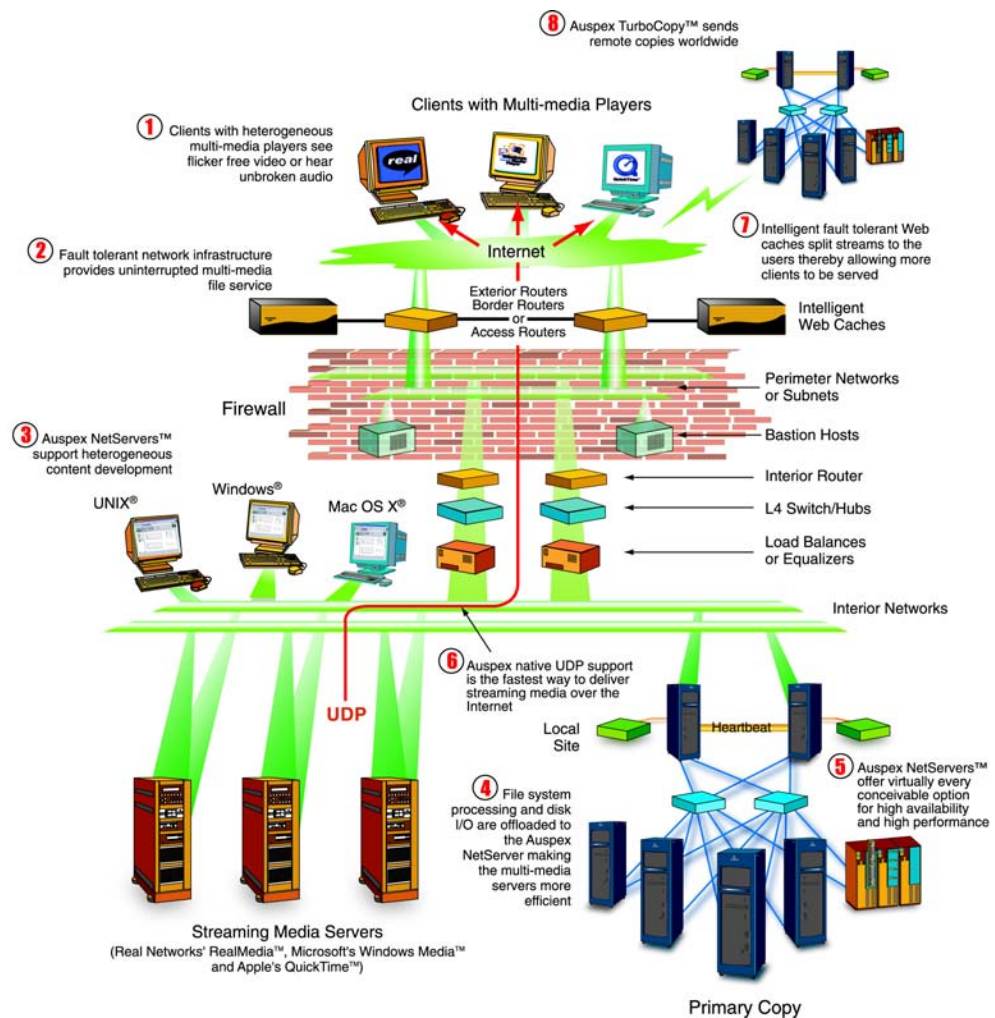 8 Auspex TurboCopy™ sends
remote copies worldwide
Clients with Multi-media Players
1 Clients with heterogeneous
multi-media players see
flicker free video or hear
unbroken audio
real
QuickTime
7 Intelligent fault tolerant Web
caches split streams to the
users thereby allowing more
clients to be served
2 Fault tolerant network infrastructure
provides uninterrupted multi-media
file service
Internet
Exterior Routers
Border Routers
or
Access Routers
Intelligent
Web Caches
Perimeter Networks
or Subnets
Firewall
Bastion Hosts
3 Auspex NetServers™
support heterogeneous
content development
Interior Router
UNIX®
Windows®
Mac OS X®
L4 Switch/Hubs
Load Balances
or Equalizers
Interior Networks
6 Auspex native UDP support
is the fastest way to deliver
streaming media over the
Internet
UDP
Local
Site
Heartbeat
4 File system
processing and disk
I/O are offloaded to
the Auspex
NetServer making
the multi-media
servers more
efficient
5 Auspex NetServers™
offer virtually every
conceivable option
for high availability
and high performance
Streaming Media Servers
(Real Networks' RealMedia™, Microsoft's Windows Media™
and Apple's QuickTime™)
Primary Copy